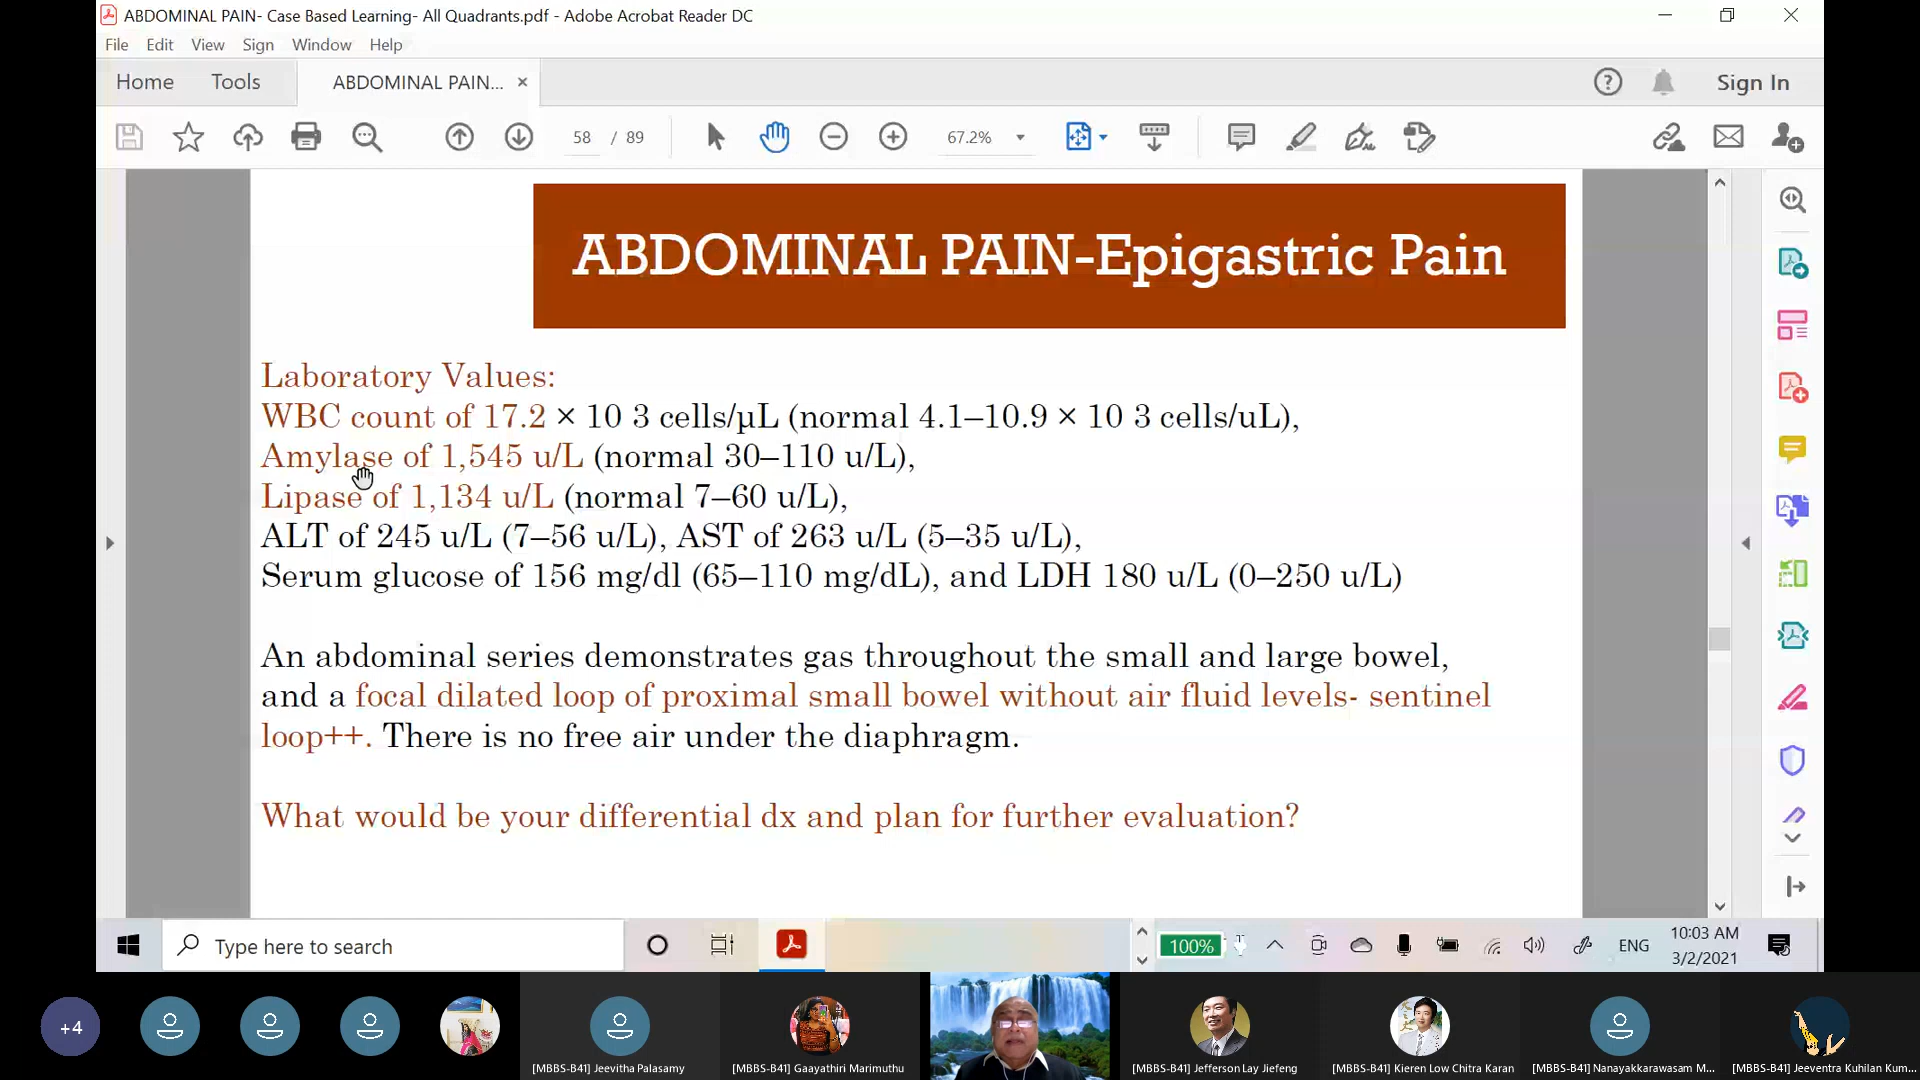 ABDOMINAL PAIN- Case Based Learning- All Quadrants.pdf - Adobe Acrobat Reader DC
File Edit View Sign Window Help
Home Tools ABDOMINAL PAIN... × Sign In
58 / 89 67.2%
ABDOMINAL PAIN-Epigastric Pain
Laboratory Values:
WBC count of 17.2 × 10 3 cells/µL (normal 4.1–10.9 × 10 3 cells/uL),
Amylase of 1,545 u/L (normal 30–110 u/L),
Lipase of 1,134 u/L (normal 7–60 u/L),
ALT of 245 u/L (7–56 u/L), AST of 263 u/L (5–35 u/L),
Serum glucose of 156 mg/dl (65–110 mg/dL), and LDH 180 u/L (0–250 u/L)
An abdominal series demonstrates gas throughout the small and large bowel,
and a focal dilated loop of proximal small bowel without air fluid levels- sentinel
loop++. There is no free air under the diaphragm.
What would be your differential dx and plan for further evaluation?
Type here to search 100% ENG 10:03 AM
3/2/2021
+4
[MBBS-B41] Jeevitha Palasamy [MBBS-B41] Gaayathiri Marimuthu [MBBS-B41] Jefferson Lay Jiefeng [MBBS-B41] Kieren Low Chitra Karan [MBBS-B41] Nanayakkarawasam M... [MBBS-B41] Jeeventra Kuhilan Kum...